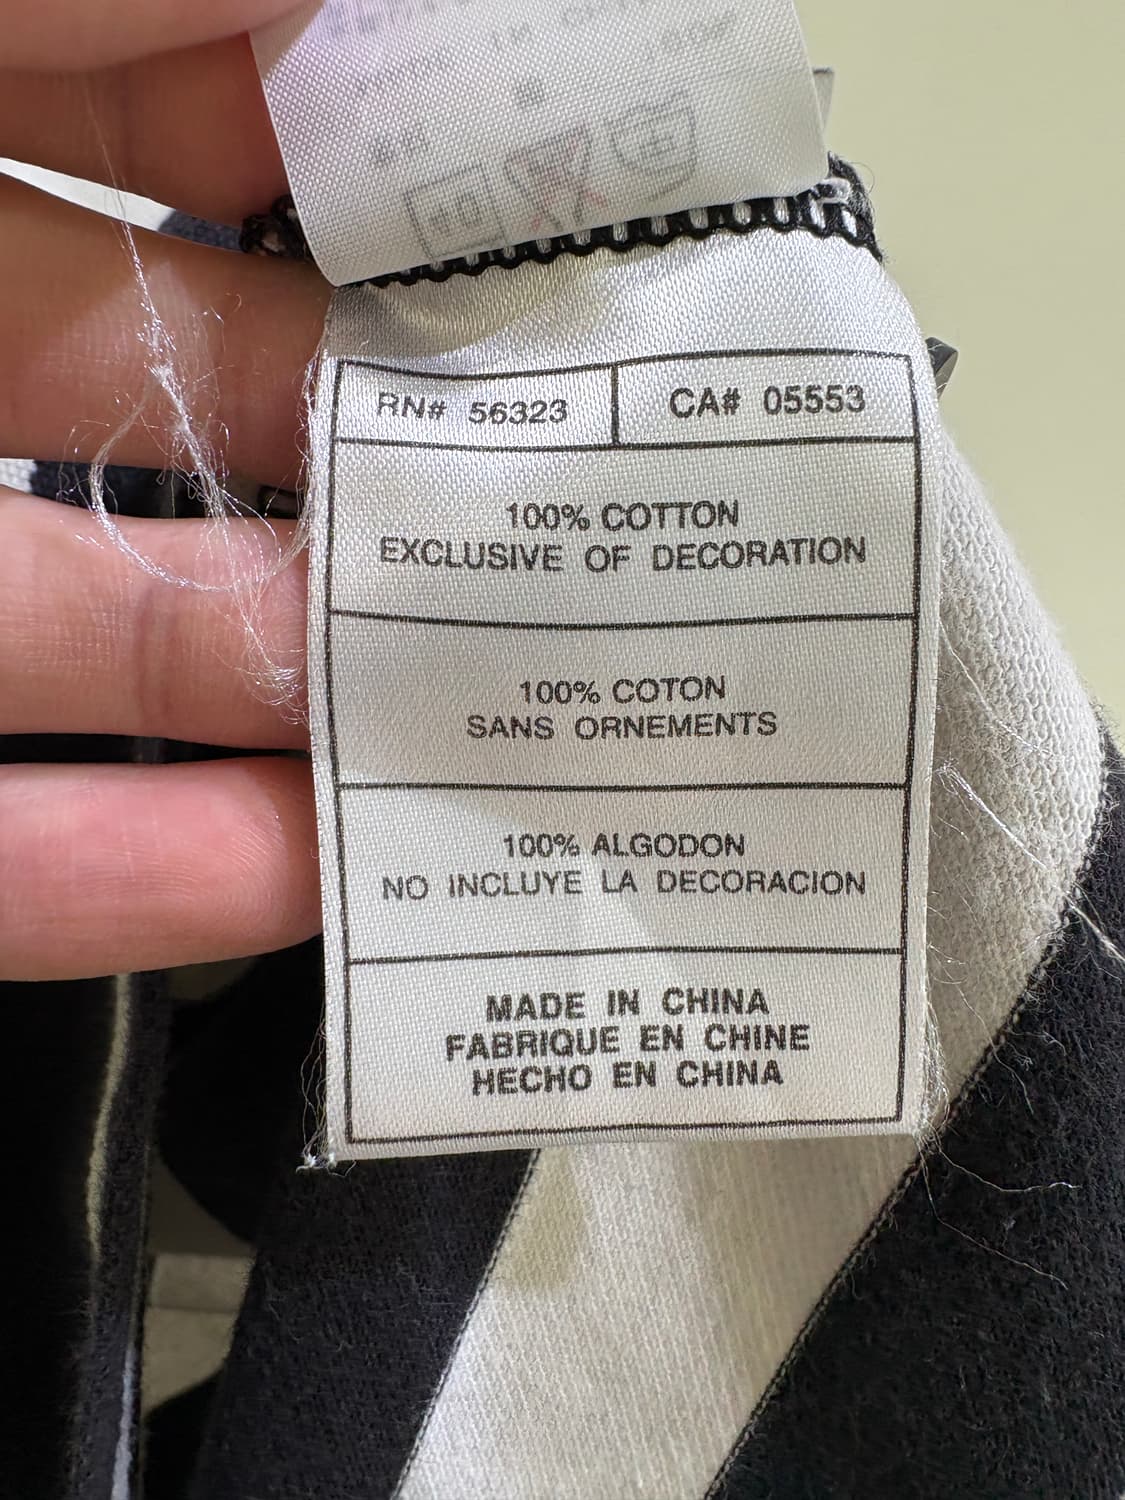 RN# 56323
CA# 05553
100% COTTON
EXCLUSIVE OF DECORATION
100% COTON
SANS ORNEMENTS
100% ALGODON
NO INCLUYE LA DECORACION
MADE IN CHINA
FABRIQUE EN CHINE
HECHO EN CHINA